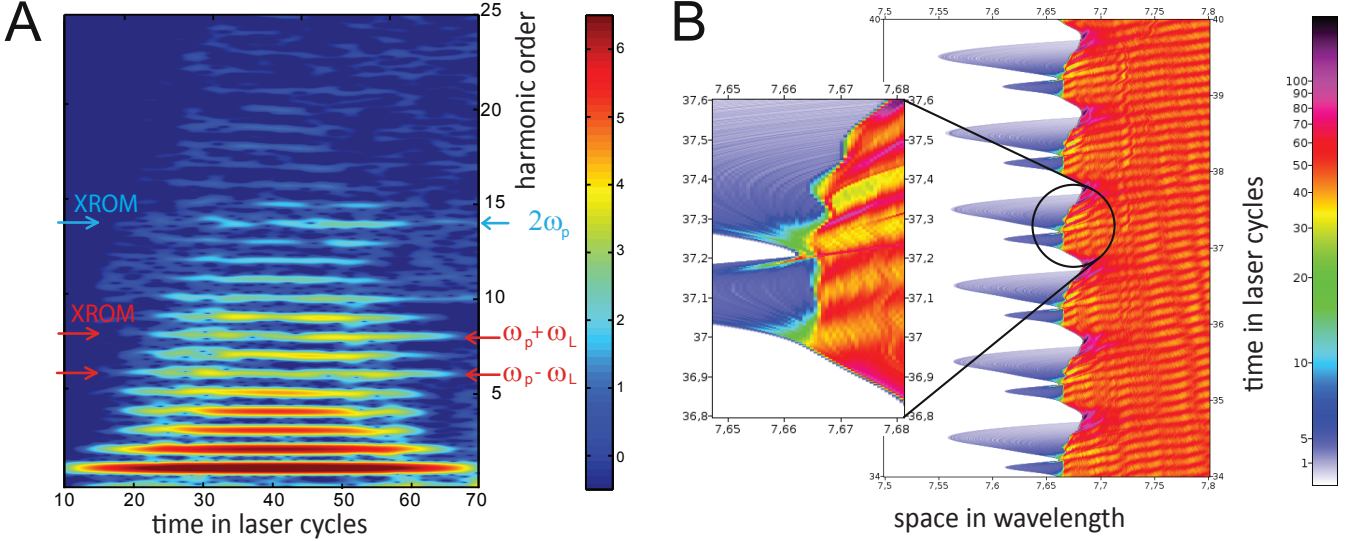 A
25
20
15
10
5
harmonic order
XROM
2ωp
XROM
ωp+ωL
ωp-ωL
10 20 30 40 50 60 70
time in laser cycles
6
5
4
3
2
1
0
B
7,5 7,55 7,6 7,65 7,7 7,75 7,8
40 40
39
38
37
36
35
34 34
7,5 7,55 7,6 7,65 7,7 7,75 7,8
space in wavelength
time in laser cycles
7,65 7,66 7,67 7,68
37,6 37,6
37,5 37,5
37,4 37,4
37,3 37,3
37,2 37,2
37,1 37,1
37 37
36,9 36,9
36,8 36,8
7,65 7,66 7,67 7,68
100
90
80
70
60
50
40
30
20
10
5
1